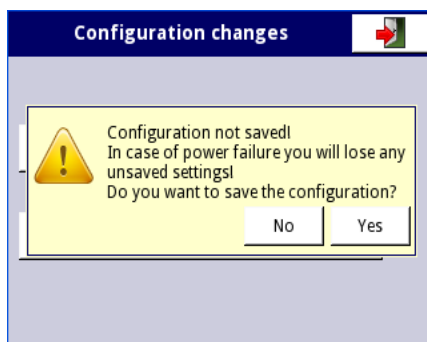 Configuration changes
Configuration not saved!
In case of power failure you will lose any
unsaved settings!
Do you want to save the configuration?
No
Yes